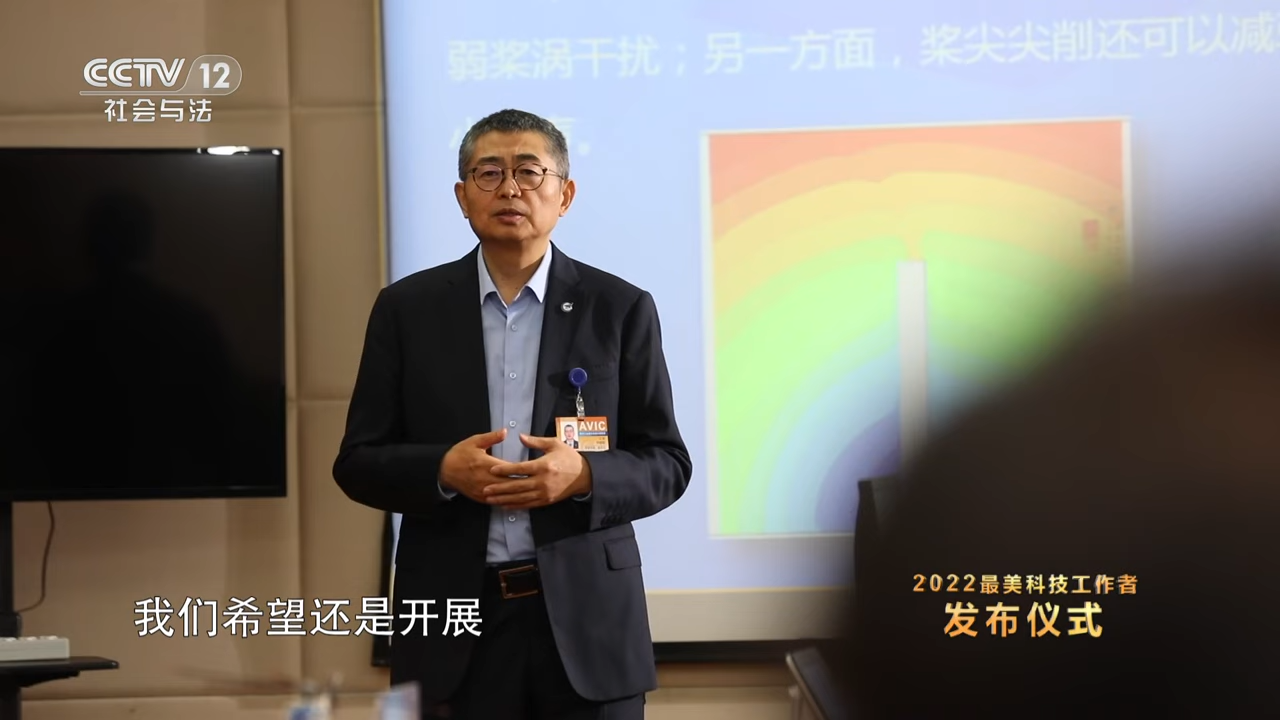 CCTV 12
社会与法
弱桨涡干扰；另一方面，桨尖尖削还可以减
AVIC
我们希望还是开展
2022最美科技工作者
发布仪式